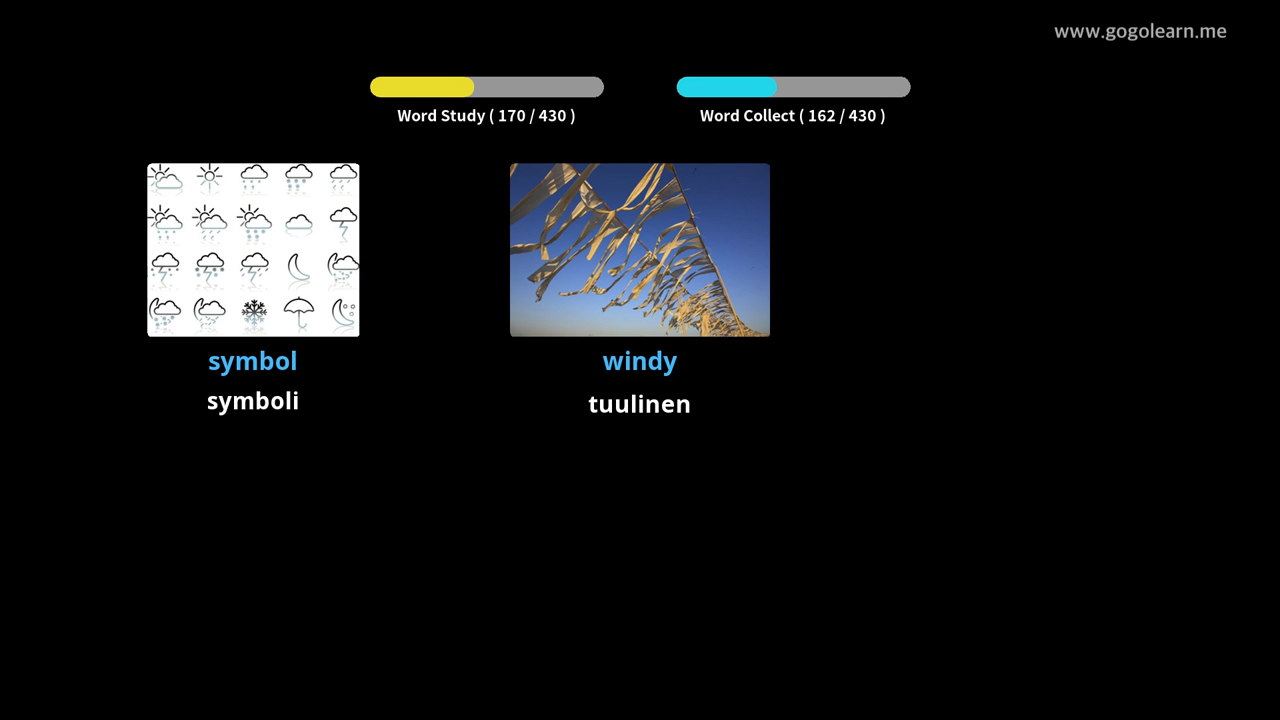 www.gogolearn.me
Word Study ( 170 / 430 )
Word Collect ( 162 / 430 )
symbol
symboli
windy
tuulinen